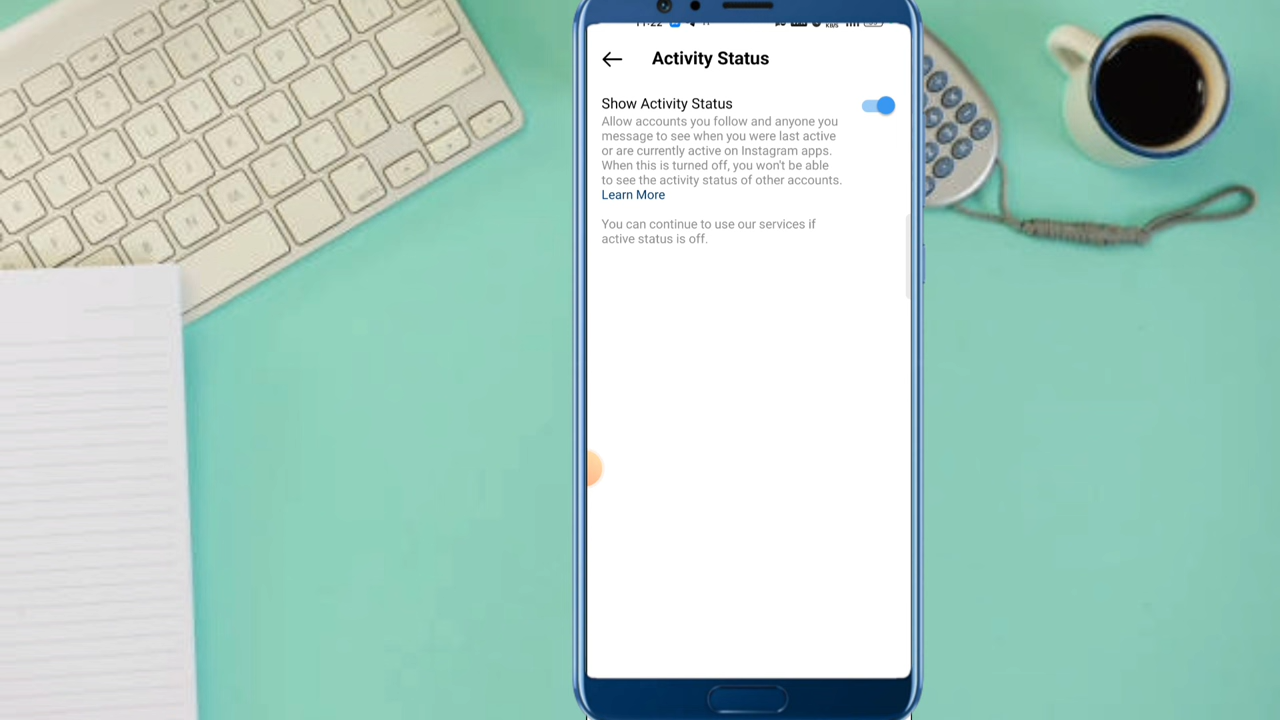 Activity Status
Show Activity Status
Allow accounts you follow and anyone you
message to see when you were last active
or are currently active on Instagram apps.
When this is turned off, you won't be able
to see the activity status of other accounts.
Learn More
You can continue to use our services if
active status is off.